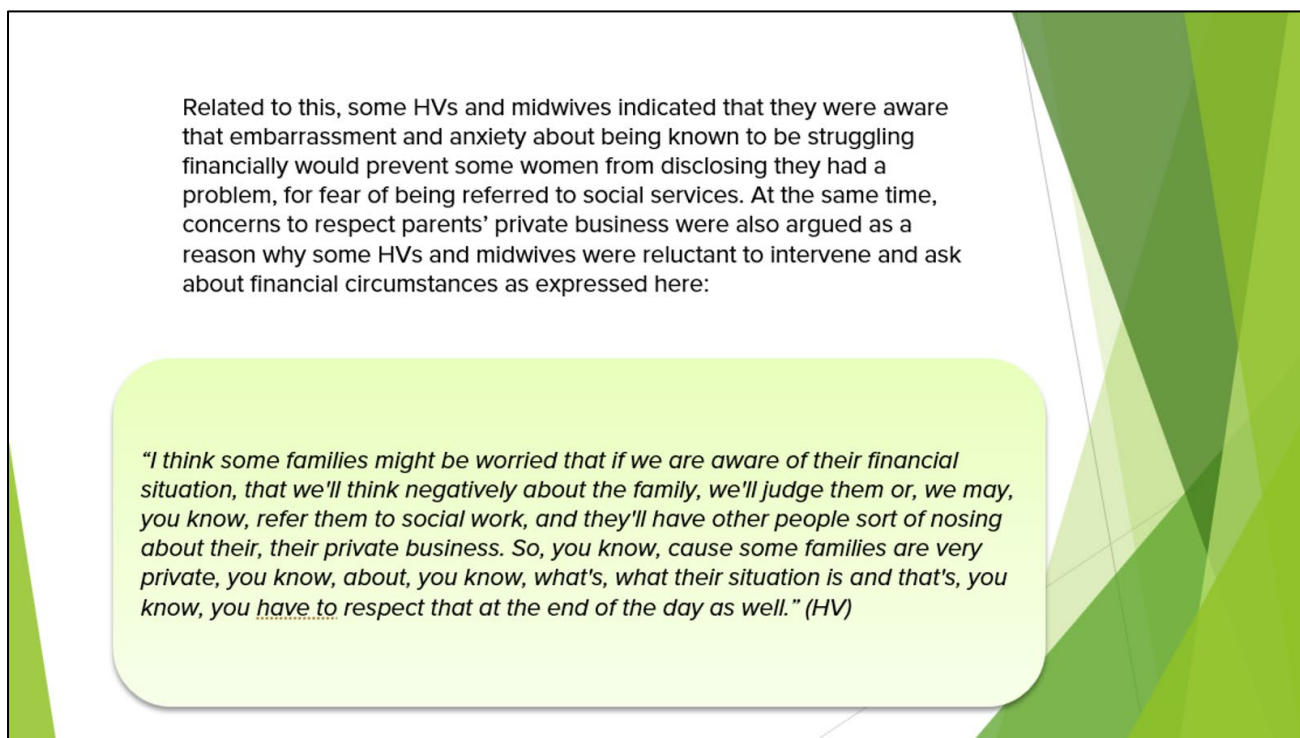 Related to this, some HVs and midwives indicated that they were aware
that embarrassment and anxiety about being known to be struggling
financially would prevent some women from disclosing they had a
problem, for fear of being referred to social services. At the same time,
concerns to respect parents’ private business were also argued as a
reason why some HVs and midwives were reluctant to intervene and ask
about financial circumstances as expressed here:
“I think some families might be worried that if we are aware of their financial
situation, that we'll think negatively about the family, we'll judge them or, we may,
you know, refer them to social work, and they'll have other people sort of nosing
about their, their private business. So, you know, cause some families are very
private, you know, about, you know, what's, what their situation is and that's, you
know, you have to respect that at the end of the day as well.” (HV)